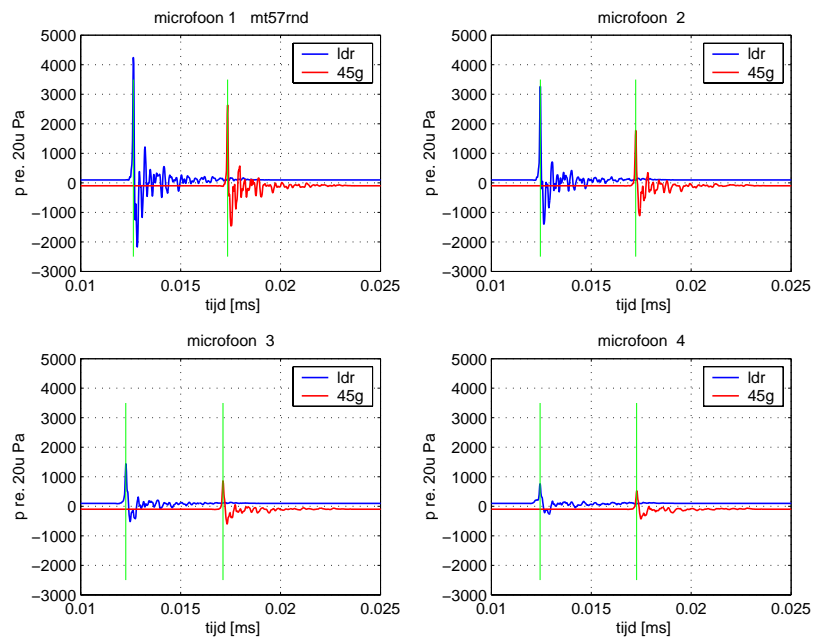 microfoon 1 mt57rnd
5000
4000
3000
2000
1000
0
−1000
−2000
−3000
p re. 20u Pa
ldr
45g
0.01 0.015 0.02 0.025
tijd [ms]
microfoon 2
5000
4000
3000
2000
1000
0
−1000
−2000
−3000
p re. 20u Pa
ldr
45g
0.01 0.015 0.02 0.025
tijd [ms]
microfoon 3
5000
4000
3000
2000
1000
0
−1000
−2000
−3000
p re. 20u Pa
ldr
45g
0.01 0.015 0.02 0.025
tijd [ms]
microfoon 4
5000
4000
3000
2000
1000
0
−1000
−2000
−3000
p re. 20u Pa
ldr
45g
0.01 0.015 0.02 0.025
tijd [ms]